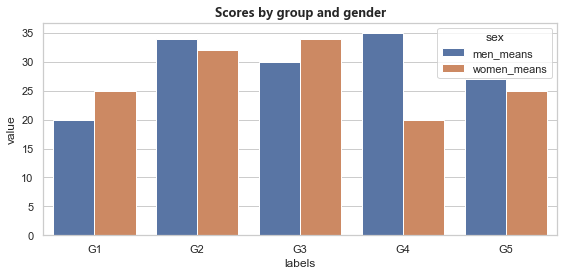 Scores by group and gender
sex
men_means
women_means
value
35
30
25
20
15
10
5
0
G1 G2 G3 G4 G5
labels